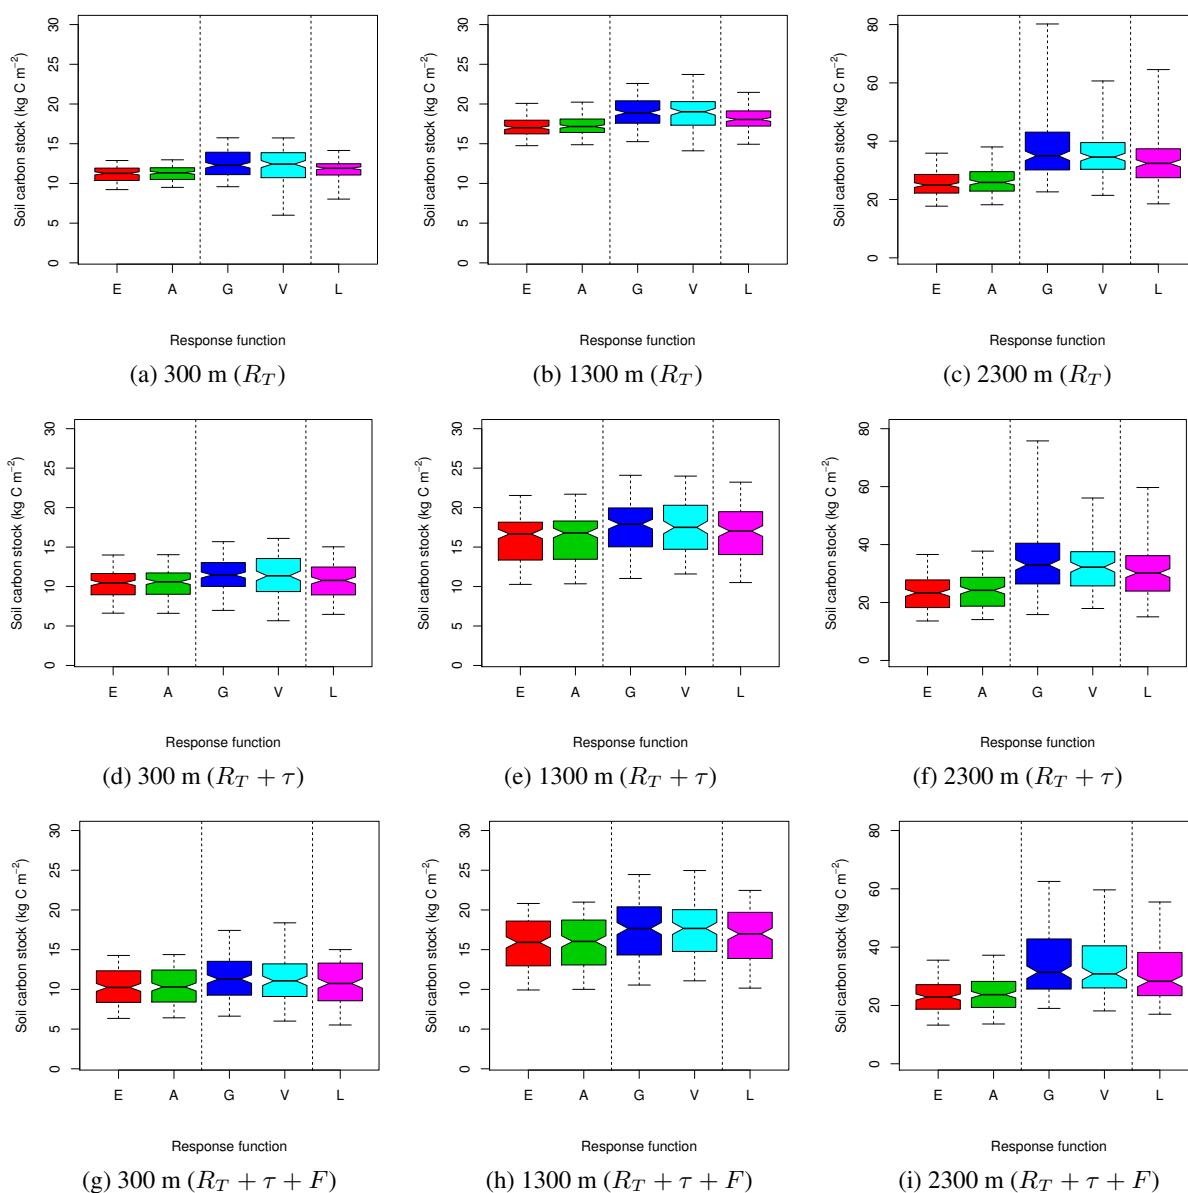 Soil carbon stock (kg C m⁻²)
0 5 10 15 20 25 30
E A G V L
Response function
(a) 300 m (R_T)
Soil carbon stock (kg C m⁻²)
0 5 10 15 20 25 30
E A G V L
Response function
(b) 1300 m (R_T)
Soil carbon stock (kg C m⁻²)
0 20 40 60 80
E A G V L
Response function
(c) 2300 m (R_T)
Soil carbon stock (kg C m⁻²)
0 5 10 15 20 25 30
E A G V L
Response function
(d) 300 m (R_T + τ)
Soil carbon stock (kg C m⁻²)
0 5 10 15 20 25 30
E A G V L
Response function
(e) 1300 m (R_T + τ)
Soil carbon stock (kg C m⁻²)
0 20 40 60 80
E A G V L
Response function
(f) 2300 m (R_T + τ)
Soil carbon stock (kg C m⁻²)
0 5 10 15 20 25 30
E A G V L
Response function
(g) 300 m (R_T + τ + F)
Soil carbon stock (kg C m⁻²)
0 5 10 15 20 25 30
E A G V L
Response function
(h) 1300 m (R_T + τ + F)
Soil carbon stock (kg C m⁻²)
0 20 40 60 80
E A G V L
Response function
(i) 2300 m (R_T + τ + F)